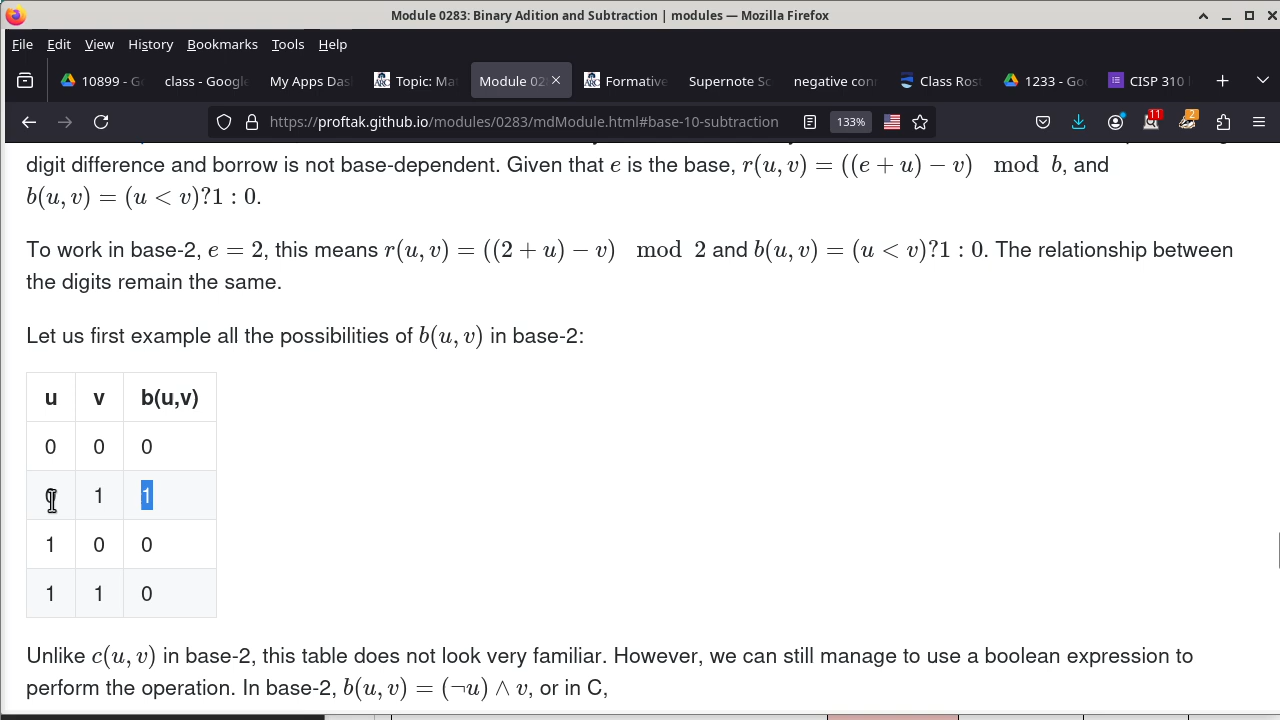 Module 0283: Binary Adition and Subtraction | modules — Mozilla Firefox
File Edit View History Bookmarks Tools Help
10899 - G class - Google My Apps Das Topic: Ma Module 02 Formative Supernote Sc negative con Class Ros 1233 - Go CISP 310
https://proftak.github.io/modules/0283/mdModule.html#base-10-subtraction 133% 11 2
digit difference and borrow is not base-dependent. Given that e is the base, r(u, v) = ((e + u) − v) mod b, and
b(u, v) = (u < v)?1 : 0.
To work in base-2, e = 2, this means r(u, v) = ((2 + u) − v) mod 2 and b(u, v) = (u < v)?1 : 0. The relationship between
the digits remain the same.
Let us first example all the possibilities of b(u, v) in base-2:
u v b(u,v)
0 0 0
0 1 1
1 0 0
1 1 0
Unlike c(u, v) in base-2, this table does not look very familiar. However, we can still manage to use a boolean expression to
perform the operation. In base-2, b(u, v) = (¬u) ∧ v, or in C,